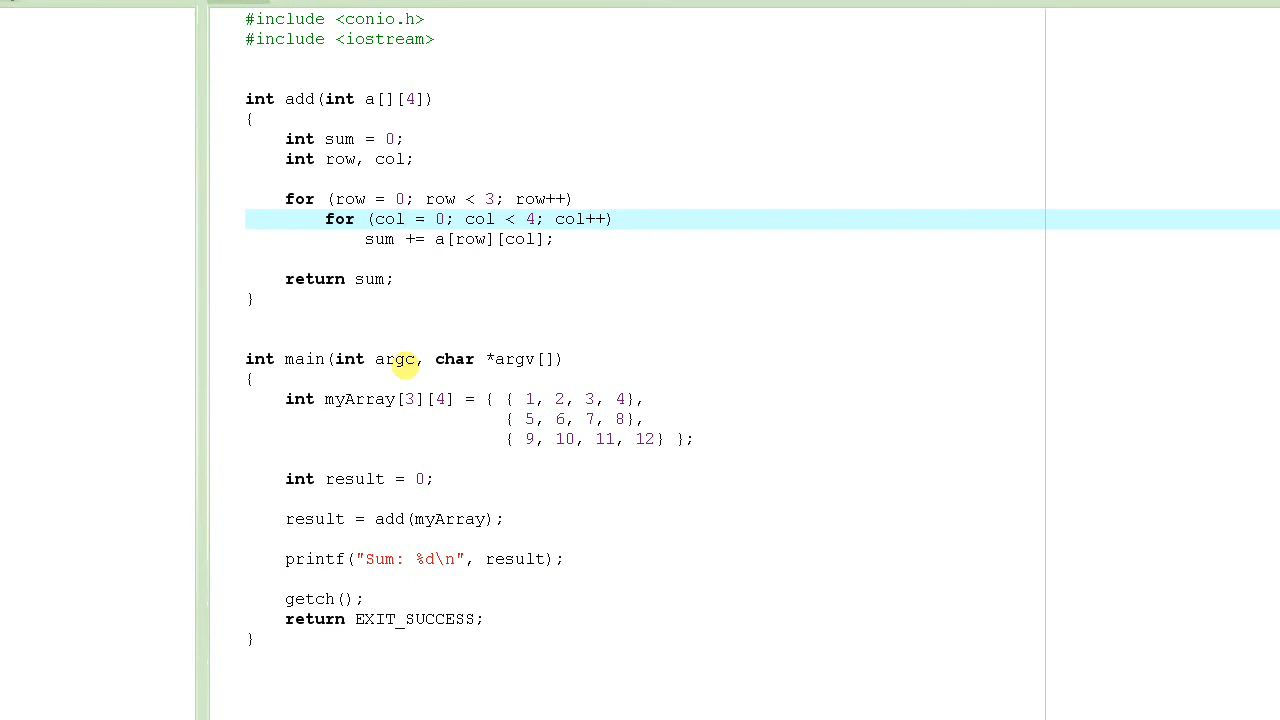 #include <conio.h>
#include <iostream>
int add(int a[][4])
{
int sum = 0;
int row, col;
for (row = 0; row < 3; row++)
for (col = 0; col < 4; col++)
sum += a[row][col];
return sum;
}
int main(int argc, char *argv[])
{
int myArray[3][4] = { { 1, 2, 3, 4},
{ 5, 6, 7, 8},
{ 9, 10, 11, 12} };
int result = 0;
result = add(myArray);
printf("Sum: %d\n", result);
getch();
return EXIT_SUCCESS;
}